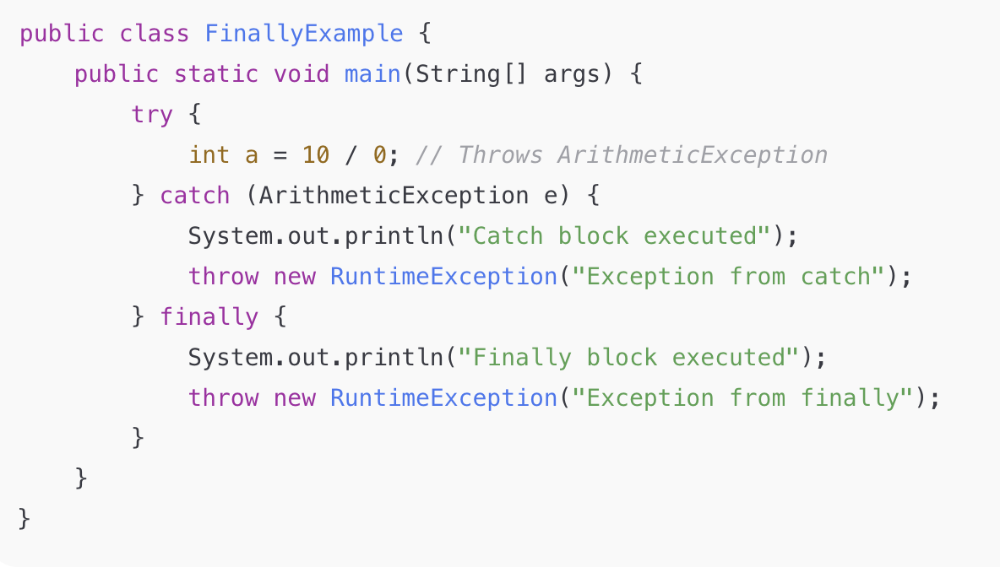 public class FinallyExample {
    public static void main(String[] args) {
        try {
            int a = 10 / 0; // Throws ArithmeticException
        } catch (ArithmeticException e) {
            System.out.println("Catch block executed");
            throw new RuntimeException("Exception from catch");
        } finally {
            System.out.println("Finally block executed");
            throw new RuntimeException("Exception from finally");
        }
    }
}